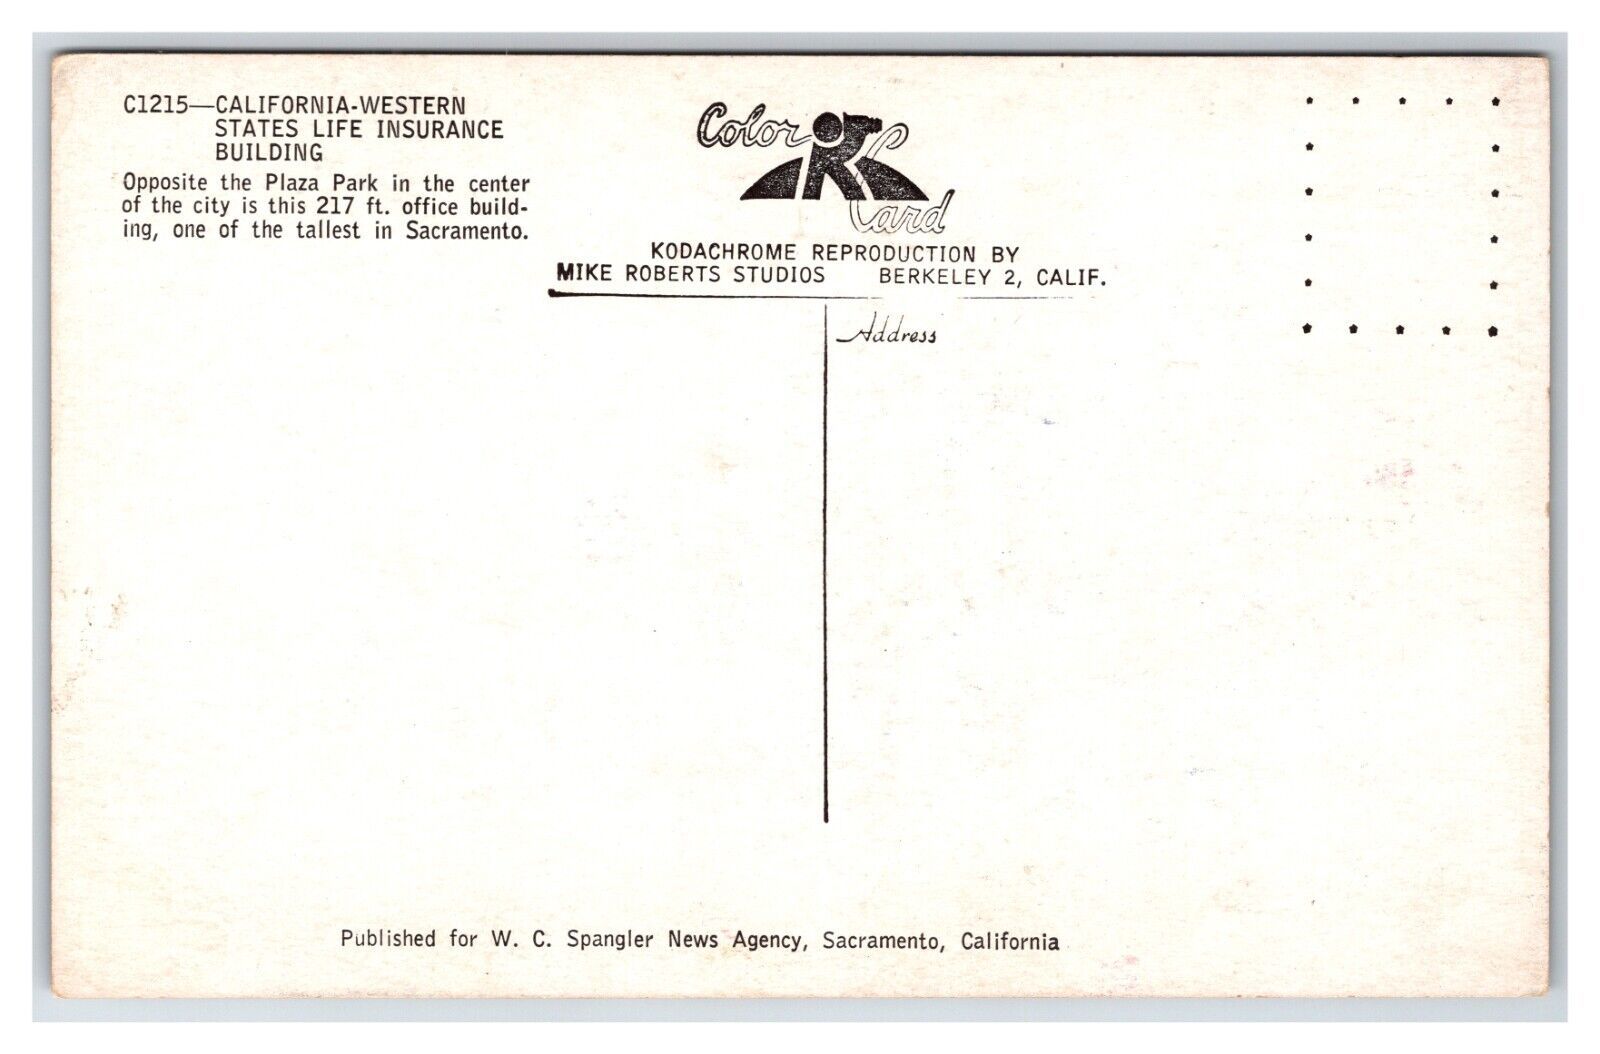 C1215—CALIFORNIA-WESTERN
STATES LIFE INSURANCE
BUILDING
Opposite the Plaza Park in the center
of the city is this 217 ft. office build-
ing, one of the tallest in Sacramento.
Color Card
KODACHROME REPRODUCTION BY
MIKE ROBERTS STUDIOS BERKELEY 2, CALIF.
Address
Published for W. C. Spangler News Agency, Sacramento, California